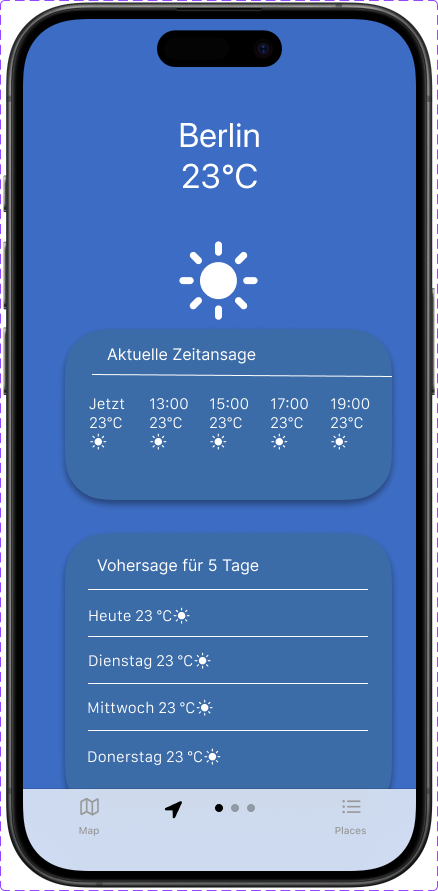 Berlin
23°C
Aktuelle Zeitansage
Jetzt 13:00 15:00 17:00 19:00
23°C 23°C 23°C 23°C 23°C
Vohersage für 5 Tage
Heute 23 °C
Dienstag 23 °C
Mittwoch 23 °C
Donerstag 23 °C
Map Places